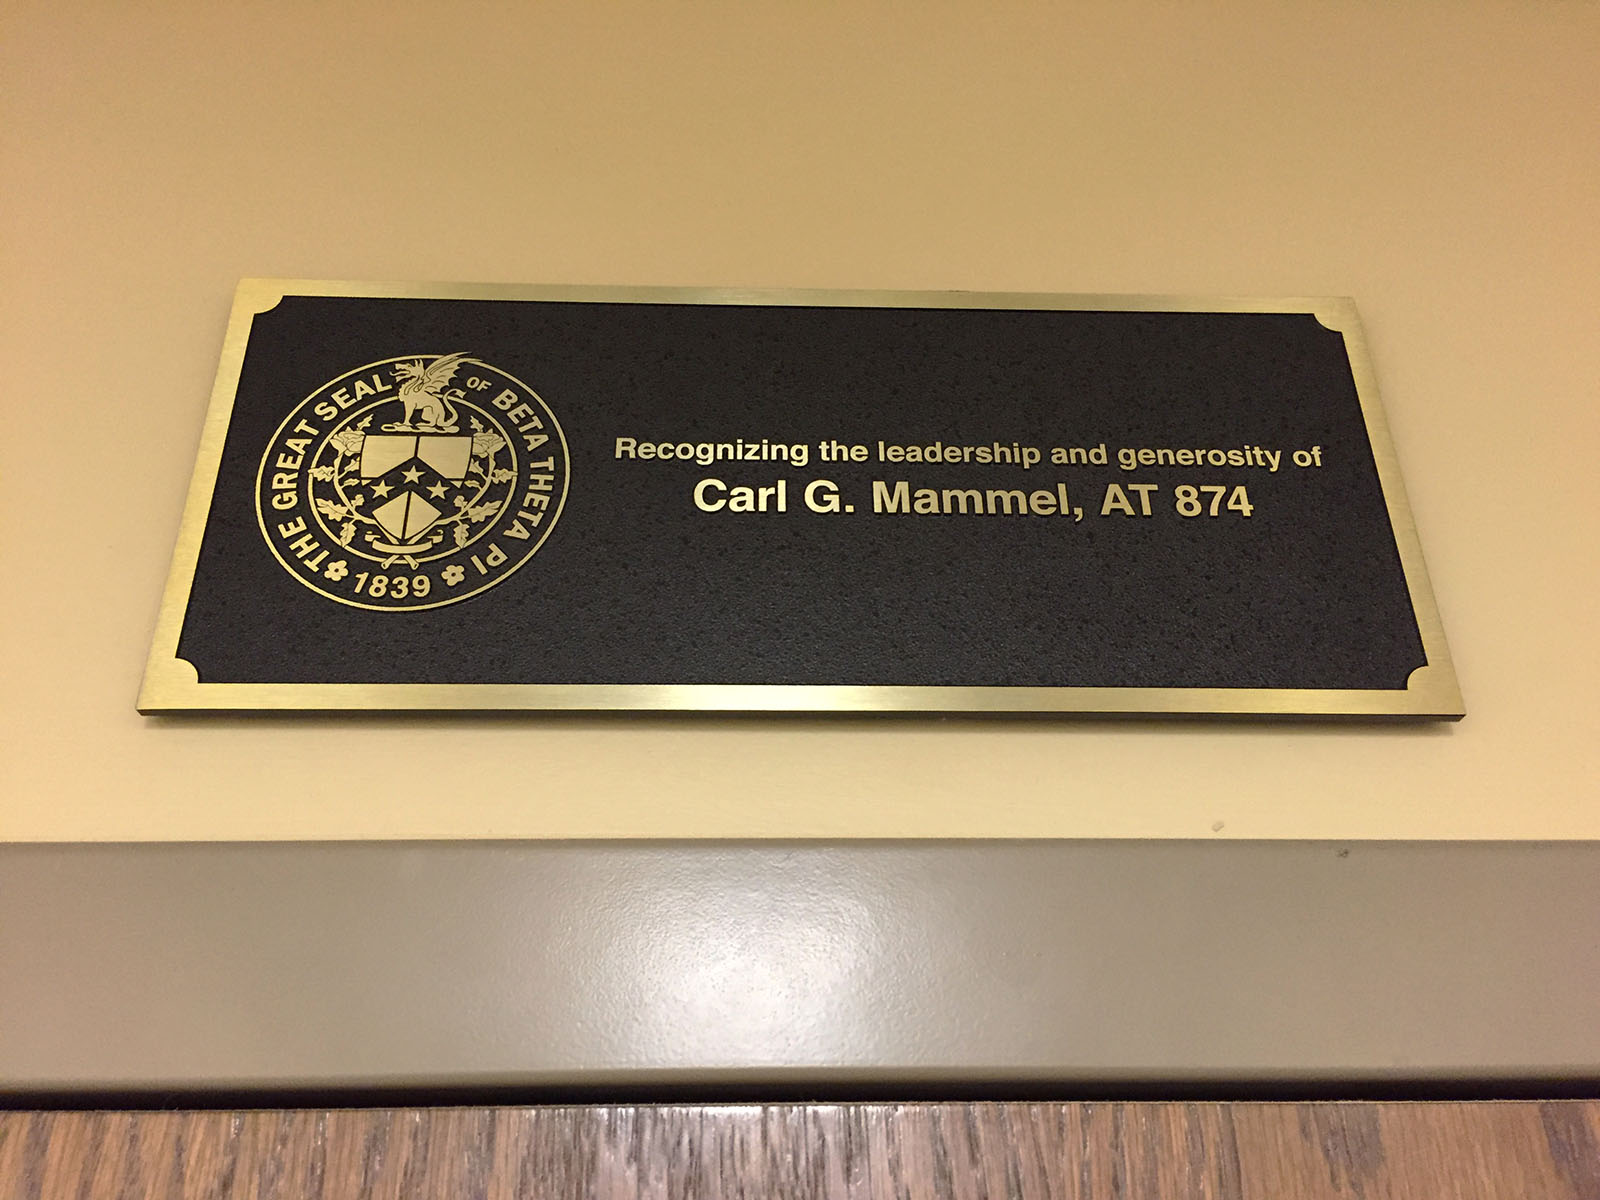 THE GREAT SEAL OF BETA THETA PI
1839
Recognizing the leadership and generosity of
Carl G. Mammel, AT 874